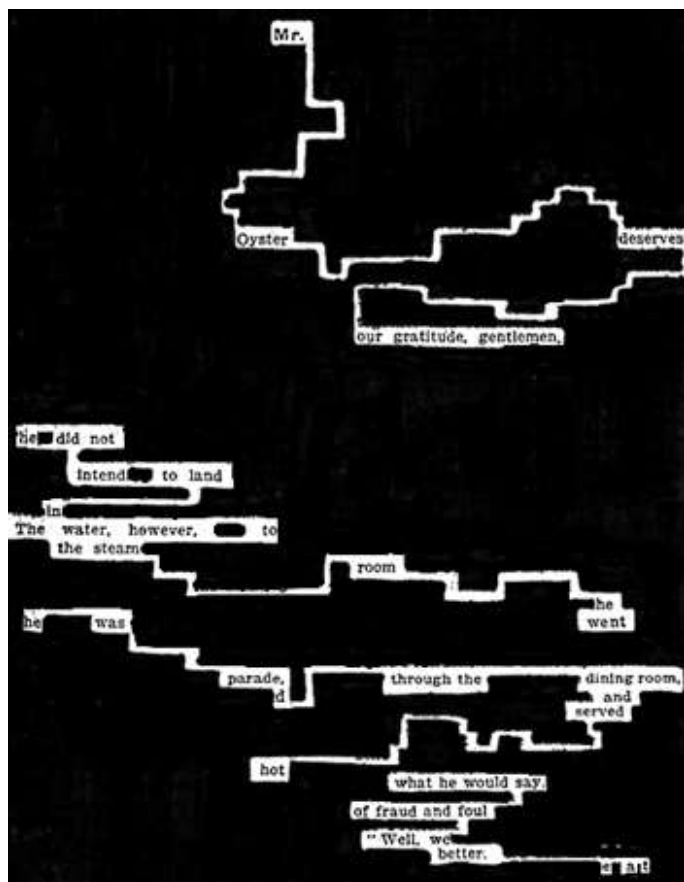 Mr.
Oyster deserves
our gratitude, gentlemen,
he did not
intend to land
in
The water, however, to
the steam
room
he
he was went
parade, through the dining room,
d and
served
hot
what he would say.
of fraud and foul
"Well, we
better.